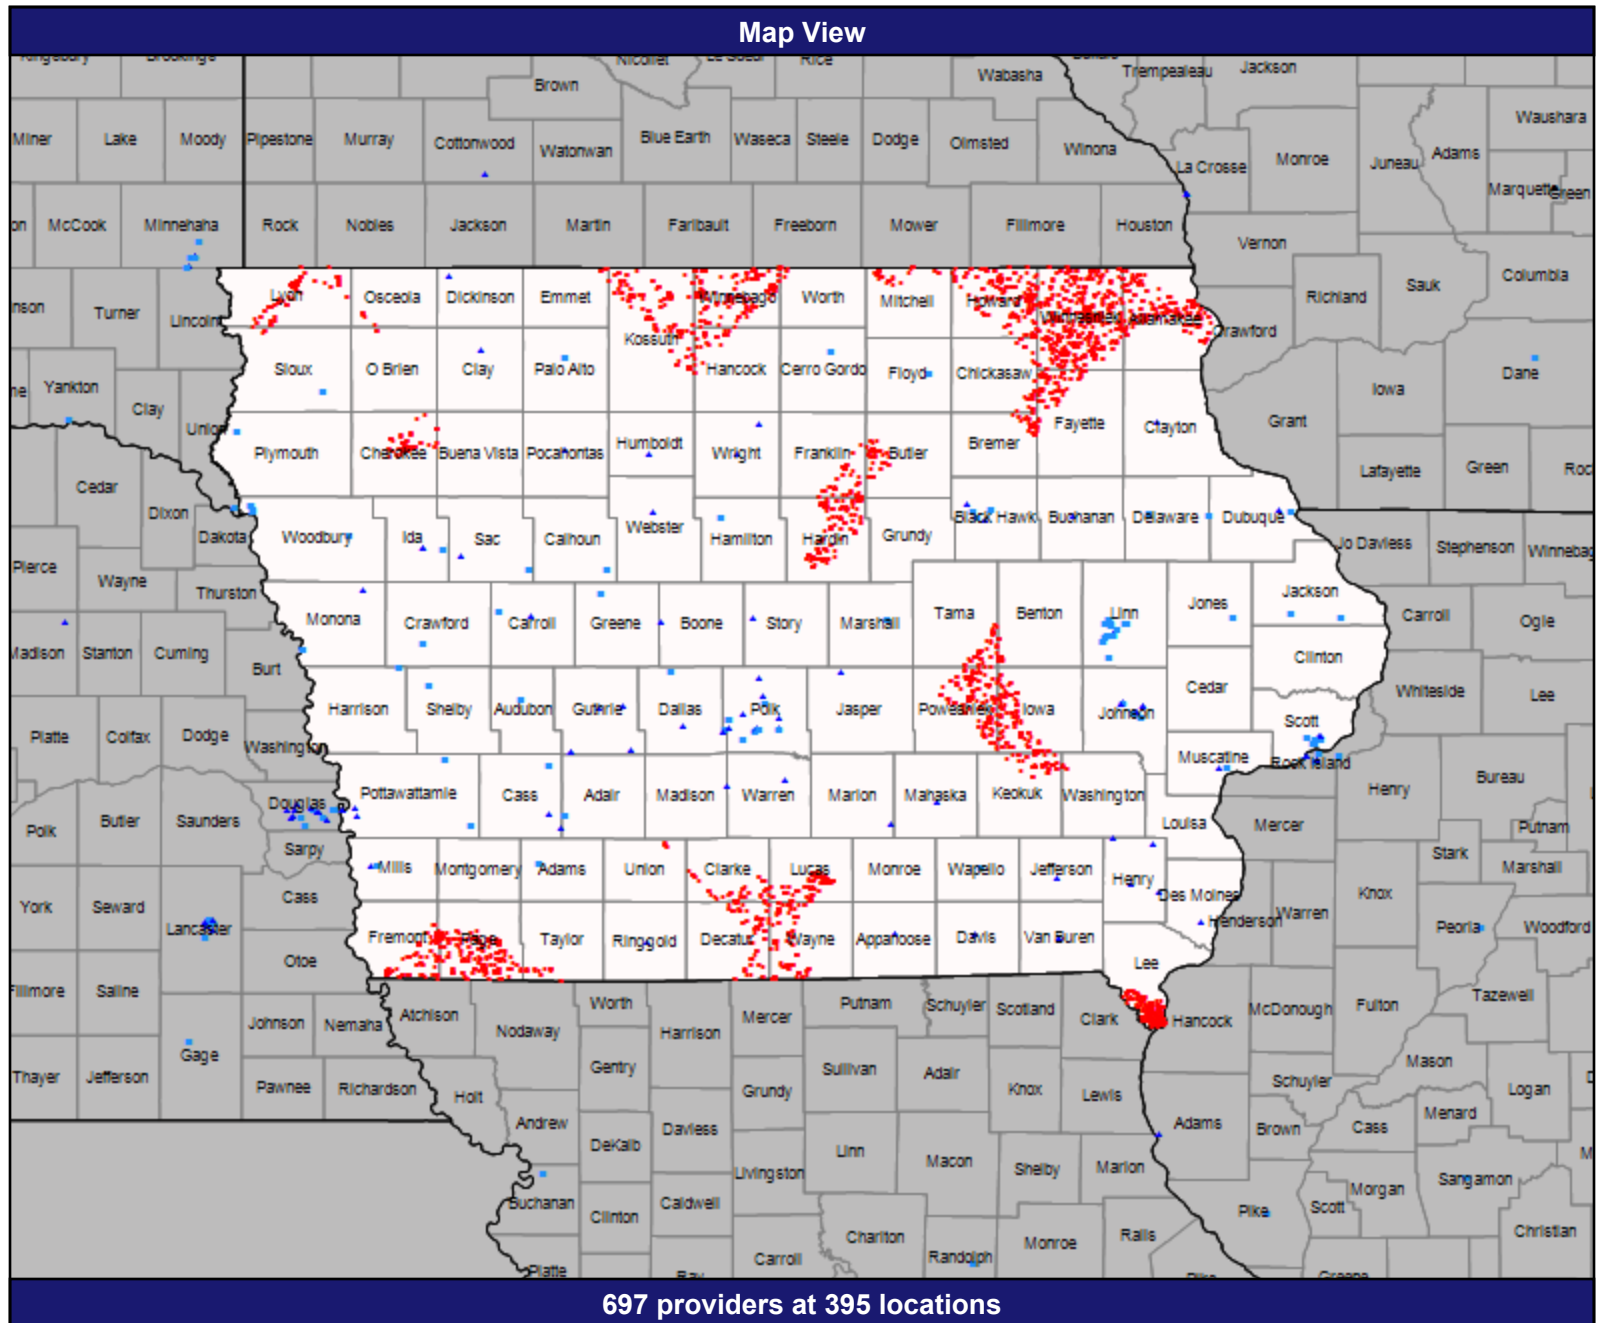 Map View
Brown
Rice
Wabasha
Trempealeau
Jackson
Miner
Lake
Moody
Pipestone
Murray
Cottonwood
Watonwan
Blue Earth
Waseca
Steele
Dodge
Olmsted
Winona
La Crosse
Monroe
Juneau
Adams
Waushara
Marquette
Green
McCook
Minnehaha
Rock
Nobles
Jackson
Martin
Faribault
Freeborn
Mower
Fillmore
Houston
Vernon
Sauk
Columbia
Turner
Lincoln
Lyon
Osceola
Dickinson
Emmet
Kossuth
Winnebago
Worth
Mitchell
Howard
Winneshiek
Allamakee
Crawford
Richland
Yankton
Clay
Union
Sioux
O Brien
Clay
Palo Alto
Hancock
Cerro Gordo
Floyd
Chickasaw
Fayette
Clayton
Grant
Iowa
Dane
Cedar
Dixon
Dakota
Plymouth
Cherokee
Buena Vista
Pocahontas
Humboldt
Wright
Franklin
Butler
Bremer
Lafayette
Green
Roc
Pierce
Wayne
Thurston
Woodbury
Ida
Sac
Calhoun
Webster
Hamilton
Hardin
Grundy
Black Hawk
Buchanan
Delaware
Dubuque
Jo Daviess
Stephenson
Winnebag
Madison
Stanton
Cuming
Burt
Monona
Crawford
Carroll
Greene
Boone
Story
Marshall
Tama
Benton
Linn
Jones
Jackson
Clinton
Carroll
Ogle
Platte
Colfax
Dodge
Washington
Harrison
Shelby
Audubon
Guthrie
Dallas
Polk
Jasper
Poweshiek
Iowa
Johnson
Cedar
Scott
Muscatine
Rock Island
Whiteside
Lee
Polk
Butler
Saunders
Douglas
Sarpy
Pottawattamie
Cass
Adair
Madison
Warren
Marion
Mahaska
Keokuk
Washington
Louisa
Mercer
Henry
Bureau
Putnam
Stark
Marshall
York
Seward
Lancaster
Cass
Otoe
Mills
Montgomery
Adams
Union
Clarke
Lucas
Monroe
Wapello
Jefferson
Henry
Des Moines
Henderson
Warren
Knox
Peoria
Woodford
Fillmore
Saline
Fremont
Page
Taylor
Ringgold
Decatur
Wayne
Appanoose
Davis
Van Buren
Lee
Hancock
McDonough
Fulton
Tazewell
Thayer
Jefferson
Gage
Johnson
Nemaha
Pawnee
Richardson
Atchison
Nodaway
Worth
Harrison
Mercer
Putnam
Schuyler
Scotland
Clark
Holt
Gentry
Grundy
Sullivan
Adair
Knox
Lewis
Adams
Schuyler
Brown
Mason
Logan
Menard
Cass
Andrew
DeKalb
Daviess
Livingston
Linn
Macon
Shelby
Marion
Pike
Scott
Morgan
Sangamon
Christian
Buchanan
Clinton
Caldwell
Carroll
Chariton
Randolph
Monroe
Ralls
Platte
Ray
697 providers at 395 locations